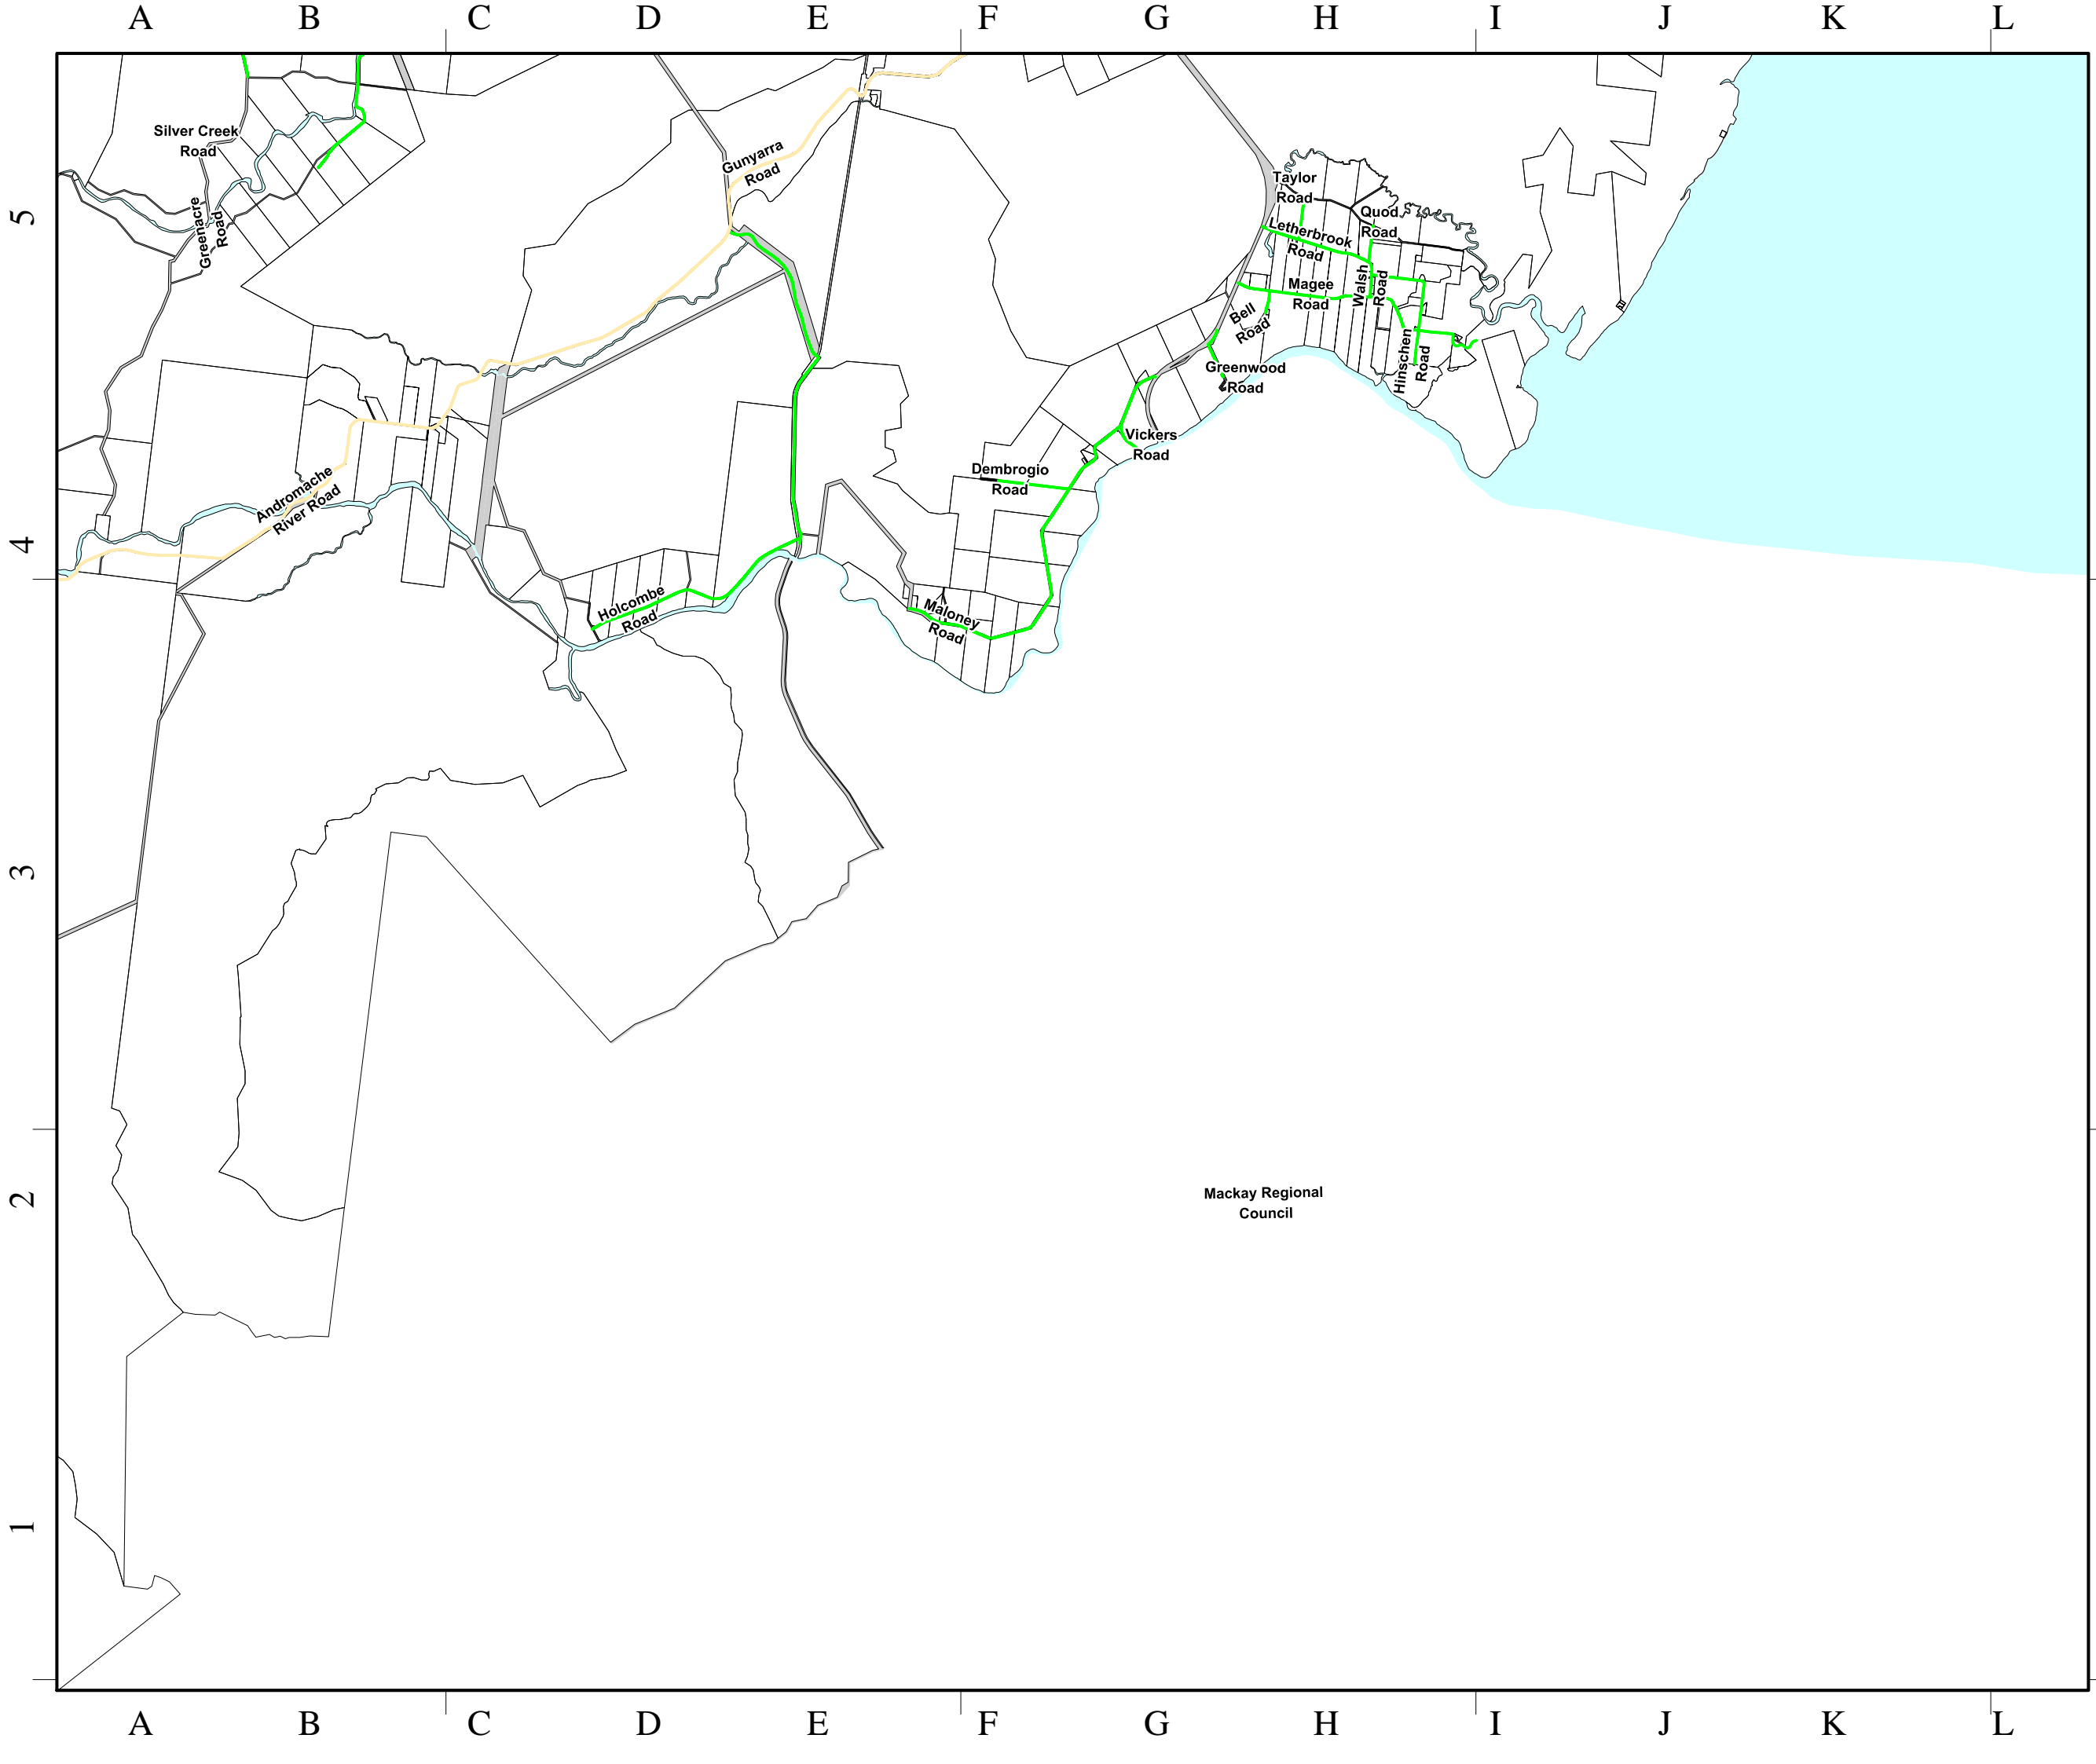 A B C D E F G H I J K L
5
4
3
2
1
Silver Creek
Road
Greenacre
Road
Gunyarra
Road
Taylor
Road
Quod
Road
Letherbrook
Road
Walsh
Road
Magee
Road
Bell
Road
Hinschen
Road
Greenwood
Road
Vickers
Road
Dembrogio
Road
Andromache
River Road
Holcombe
Road
Maloney
Road
Mackay Regional
Council
A B C D E F G H I J K L